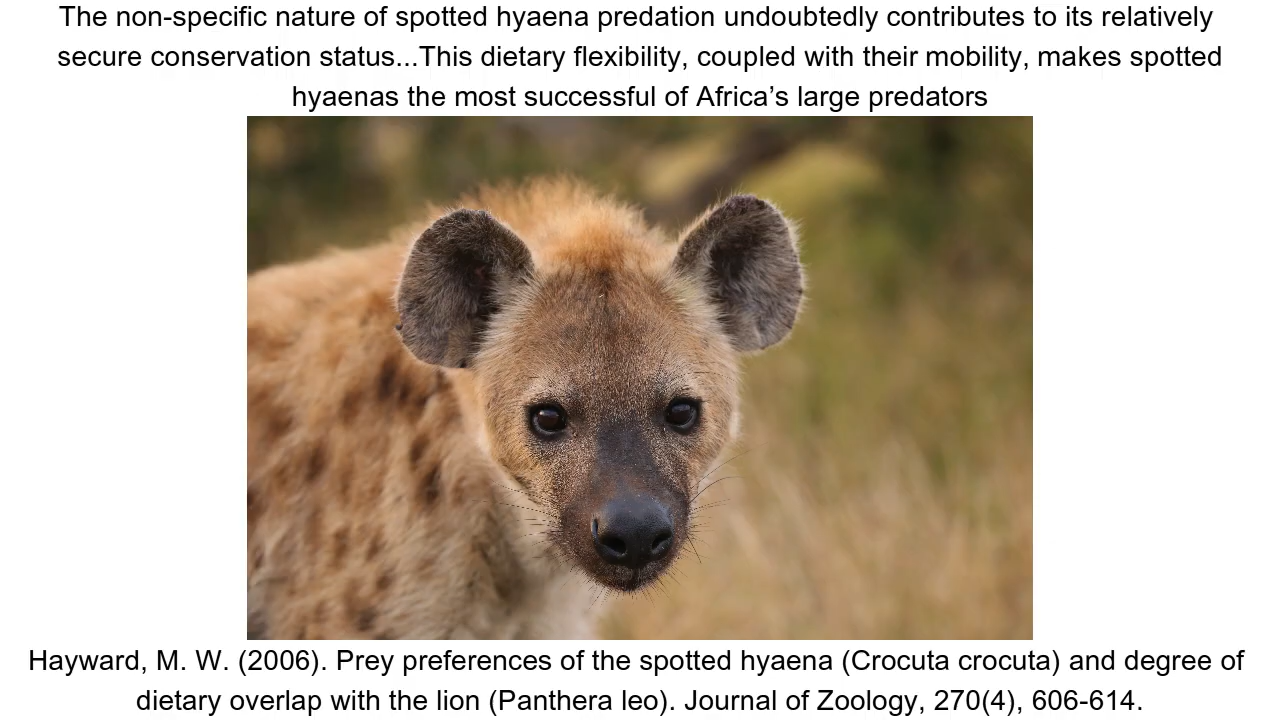 The non-specific nature of spotted hyaena predation undoubtedly contributes to its relatively
secure conservation status...This dietary flexibility, coupled with their mobility, makes spotted
hyaenas the most successful of Africa’s large predators
Hayward, M. W. (2006). Prey preferences of the spotted hyaena (Crocuta crocuta) and degree of
dietary overlap with the lion (Panthera leo). Journal of Zoology, 270(4), 606-614.